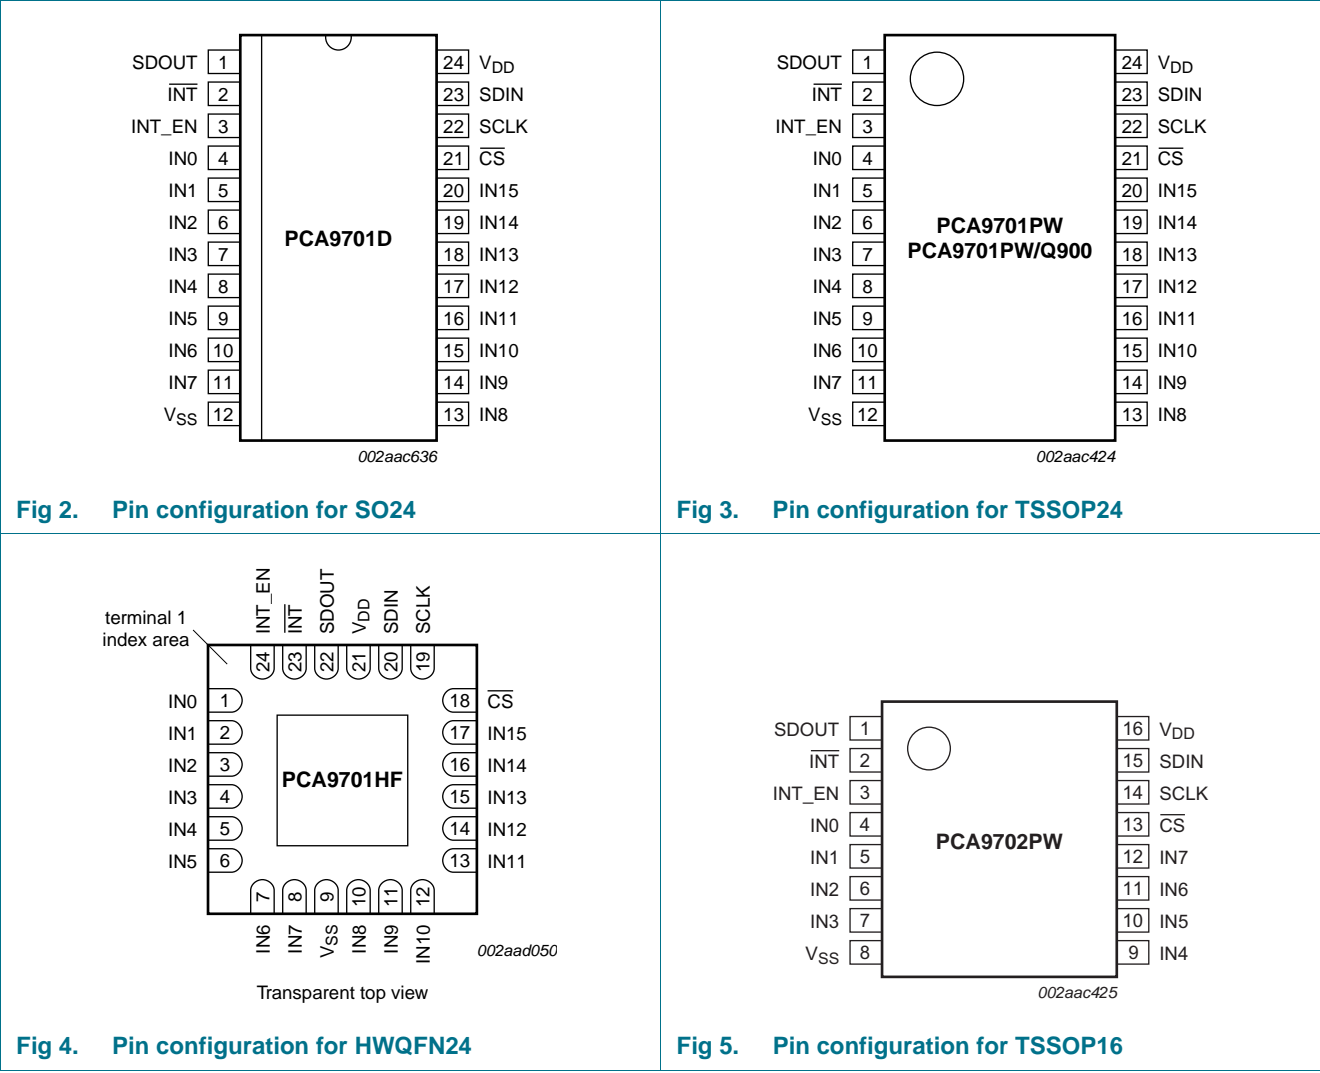 SDOUT 1 24 VDD
INT 2 23 SDIN
INT_EN 3 22 SCLK
IN0 4 21 CS
IN1 5 20 IN15
IN2 6 19 IN14
PCA9701D
IN3 7 18 IN13
IN4 8 17 IN12
IN5 9 16 IN11
IN6 10 15 IN10
IN7 11 14 IN9
VSS 12 13 IN8
002aac636
Fig 2. Pin configuration for SO24
SDOUT 1 24 VDD
INT 2 23 SDIN
INT_EN 3 22 SCLK
IN0 4 21 CS
IN1 5 20 IN15
IN2 6 19 IN14
PCA9701PW
PCA9701PW/Q900
IN3 7 18 IN13
IN4 8 17 IN12
IN5 9 16 IN11
IN6 10 15 IN10
IN7 11 14 IN9
VSS 12 13 IN8
002aac424
Fig 3. Pin configuration for TSSOP24
INT_EN INT SDOUT VDD SDIN SCLK
terminal 1
index area
24 23 22 21 20 19
IN0 1 18 CS
IN1 2 17 IN15
IN2 3 16 IN14
PCA9701HF
IN3 4 15 IN13
IN4 5 14 IN12
IN5 6 13 IN11
7 8 9 10 11 12
IN6 IN7 VSS IN8 IN9 IN10
002aad050
Transparent top view
Fig 4. Pin configuration for HWQFN24
SDOUT 1 16 VDD
INT 2 15 SDIN
INT_EN 3 14 SCLK
IN0 4 13 CS
PCA9702PW
IN1 5 12 IN7
IN2 6 11 IN6
IN3 7 10 IN5
VSS 8 9 IN4
002aac425
Fig 5. Pin configuration for TSSOP16